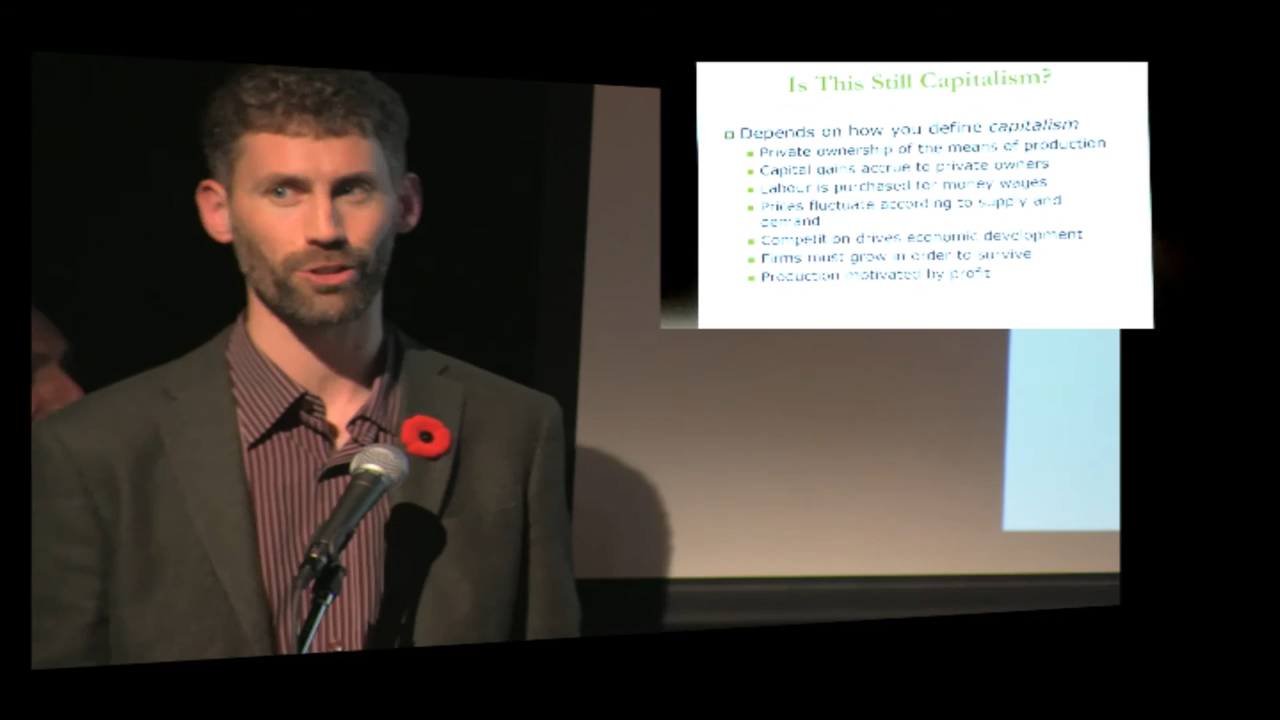 Is This Still Capitalism?
Depends on how you define capitalism
Private ownership of the means of production
Capital gains accrue to private owners
Labour is purchased for money wages
Prices fluctuate according to supply and
demand
Competition drives economic development
Firms must grow in order to survive
Production motivated by profit